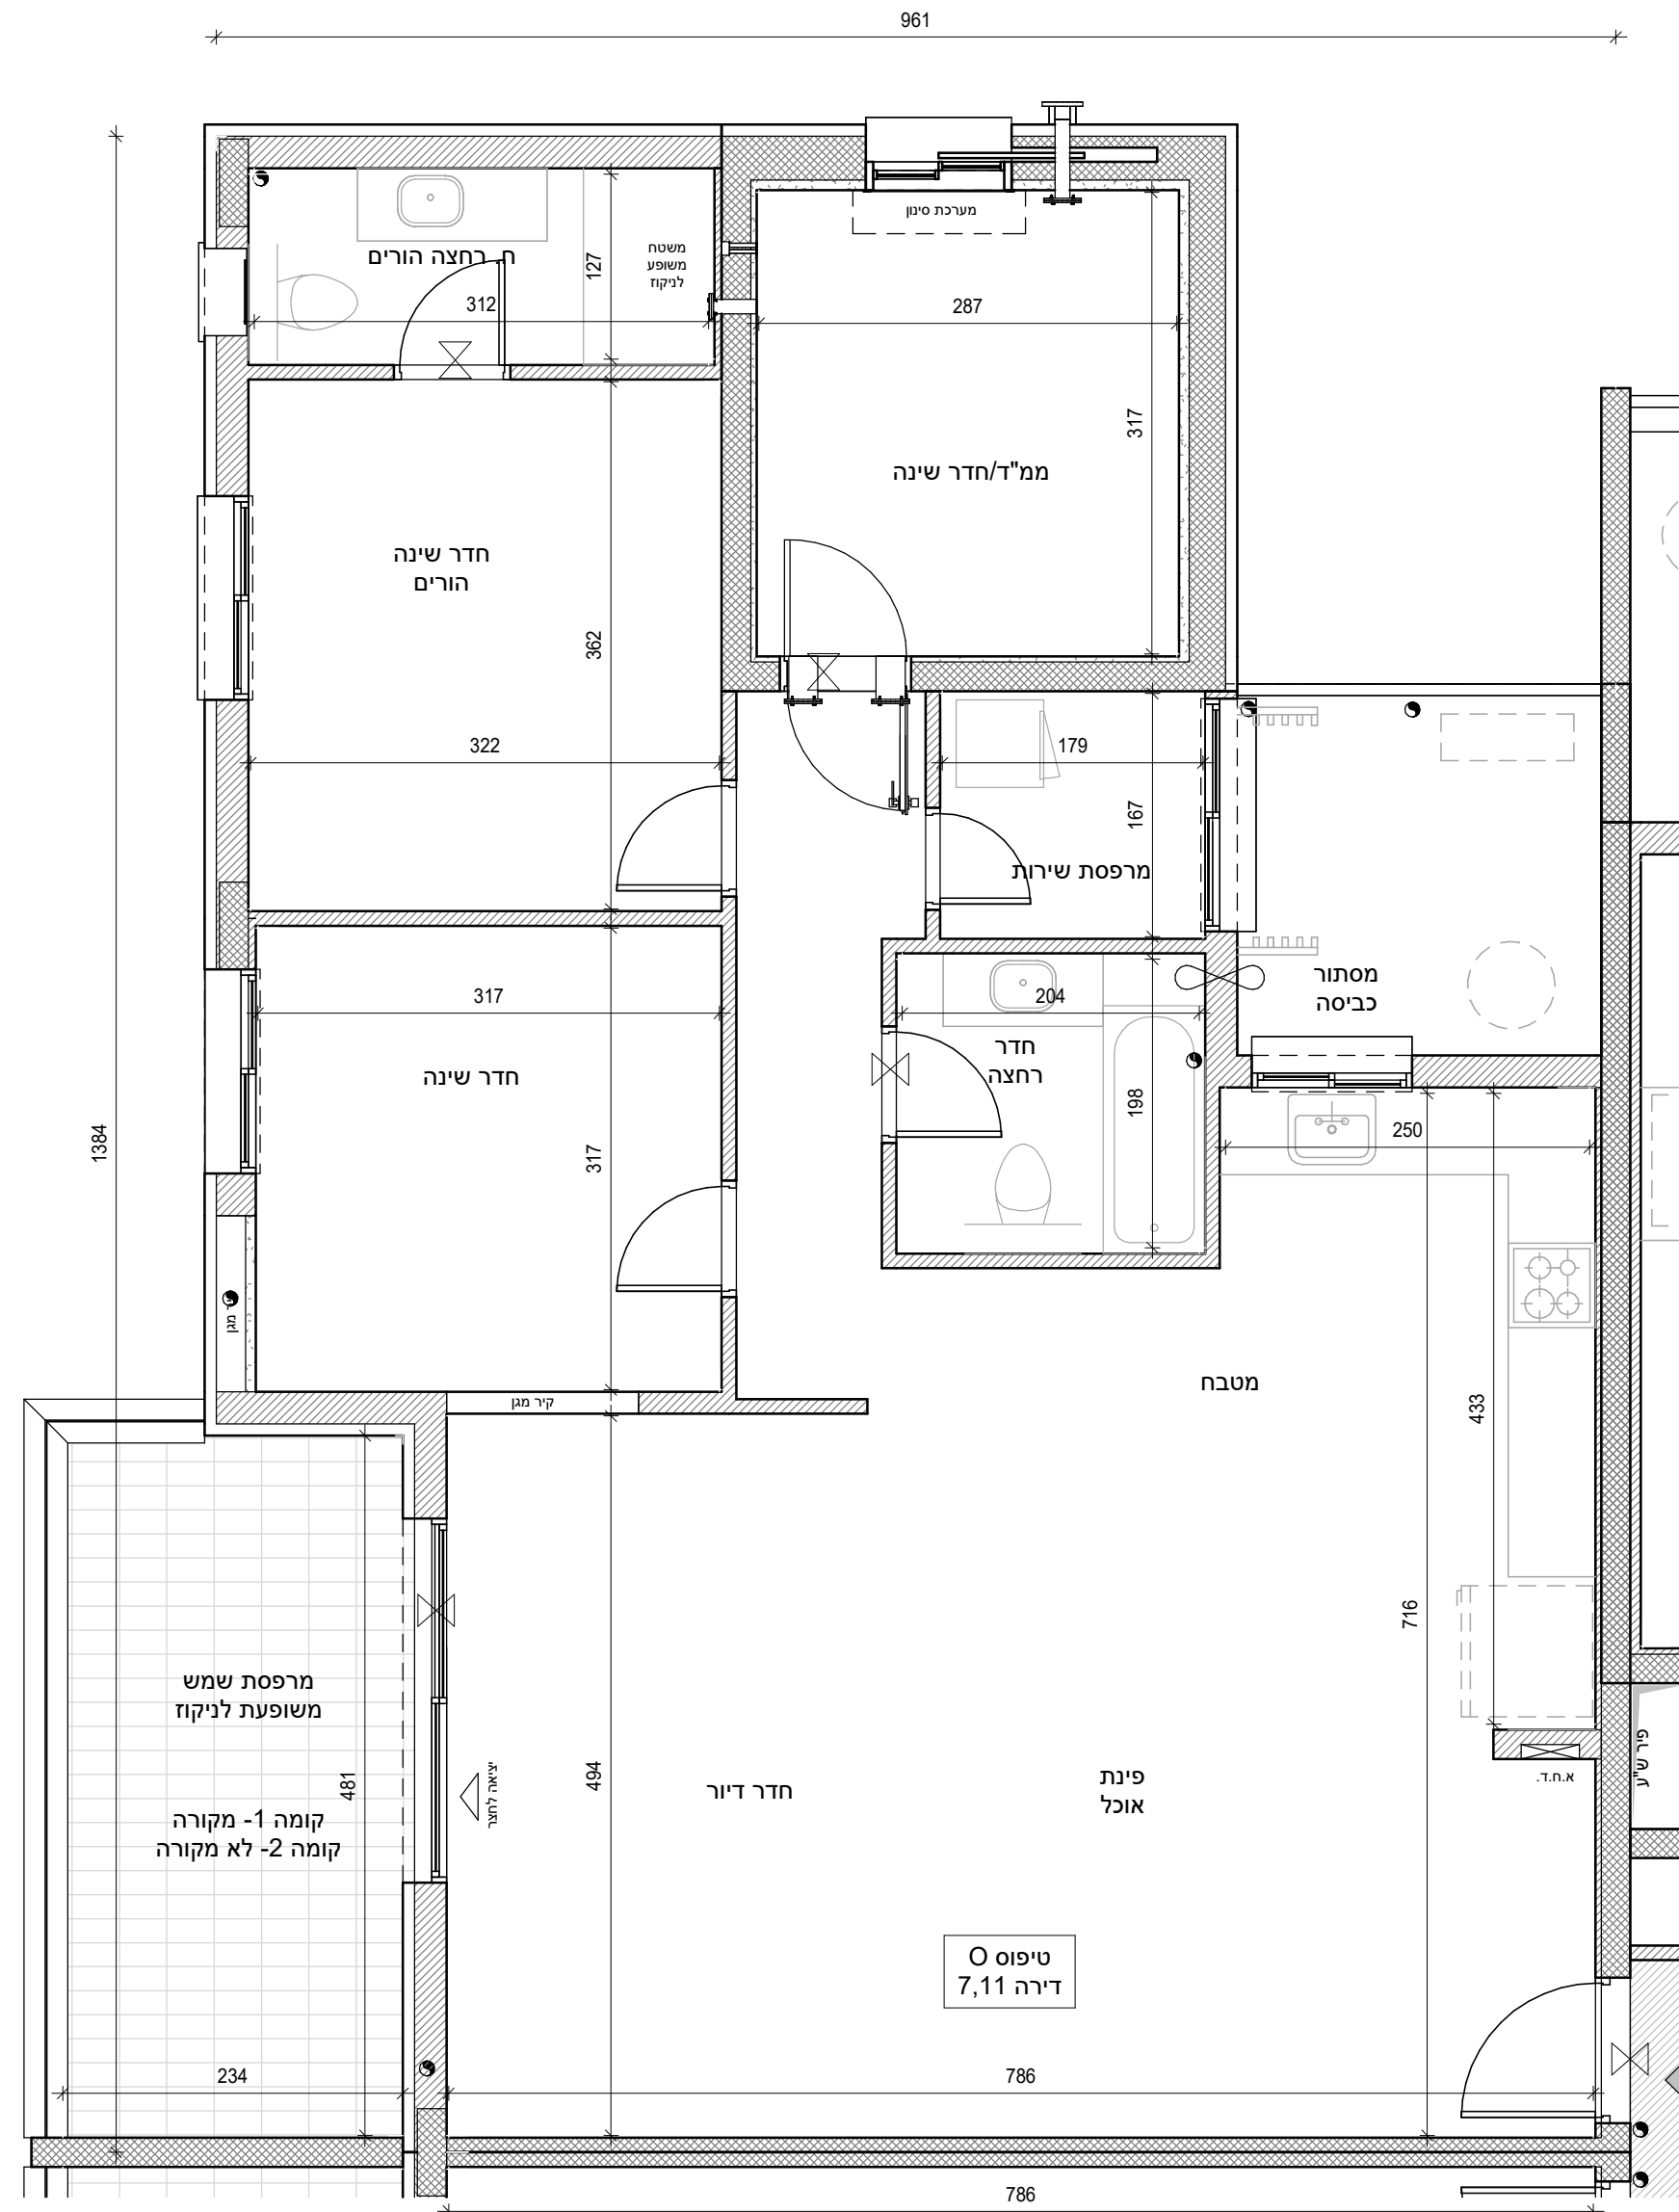 961
ח. רחצה הורים
312
127
משטח
משופע
לניקוז
מערכת סינון
287
317
ממ"ד/חדר שינה
חדר שינה
הורים
362
322
179
167
מרפסת שירות
מסתור
כביסה
317
חדר שינה
317
204
חדר
רחצה
198
250
1384
מגן
קיר מגן
מטבח
433
716
מרפסת שמש
משופעת לניקוז
קומה 1- מקורה
קומה 2- לא מקורה
481
יציאה לחצר
494
חדר דיור
פינת
אוכל
א.ח.ד.
פיר ש"ע
טיפוס O
דירה 7,11
234
786
786